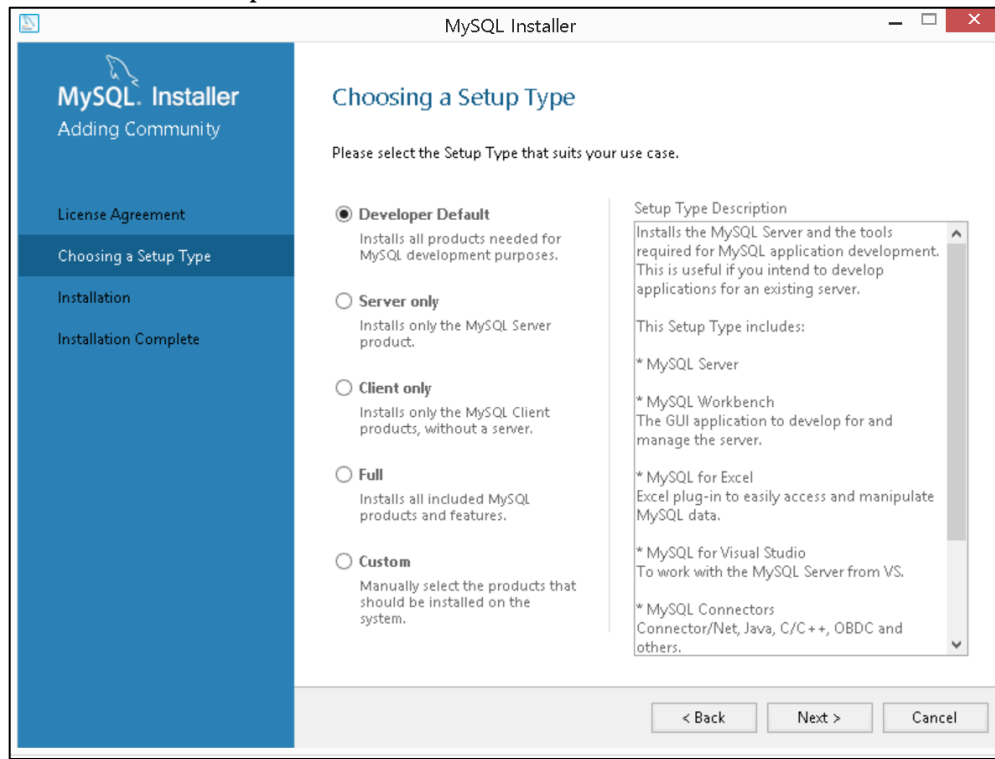 MySQL Installer
MySQL. Installer
Adding Community
License Agreement
Choosing a Setup Type
Installation
Installation Complete
Choosing a Setup Type
Please select the Setup Type that suits your use case.
Developer Default
Installs all products needed for
MySQL development purposes.
Server only
Installs only the MySQL Server
product.
Client only
Installs only the MySQL Client
products, without a server.
Full
Installs all included MySQL
products and features.
Custom
Manually select the products that
should be installed on the
system.
Setup Type Description
Installs the MySQL Server and the tools
required for MySQL application development.
This is useful if you intend to develop
applications for an existing server.
This Setup Type includes:
* MySQL Server
* MySQL Workbench
The GUI application to develop for and
manage the server.
* MySQL for Excel
Excel plug-in to easily access and manipulate
MySQL data.
* MySQL for Visual Studio
To work with the MySQL Server from VS.
* MySQL Connectors
Connector/Net, Java, C/C++, OBDC and
others.
< Back
Next >
Cancel